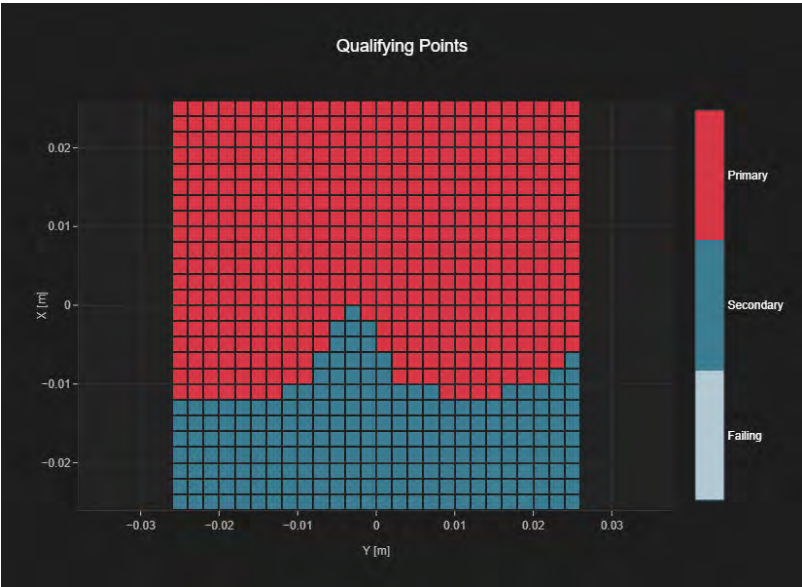 Qualifying Points
0.02
0.01
0
−0.01
−0.02
X [m]
−0.03
−0.02
−0.01
0
0.01
0.02
0.03
Y [m]
Primary
Secondary
Failing